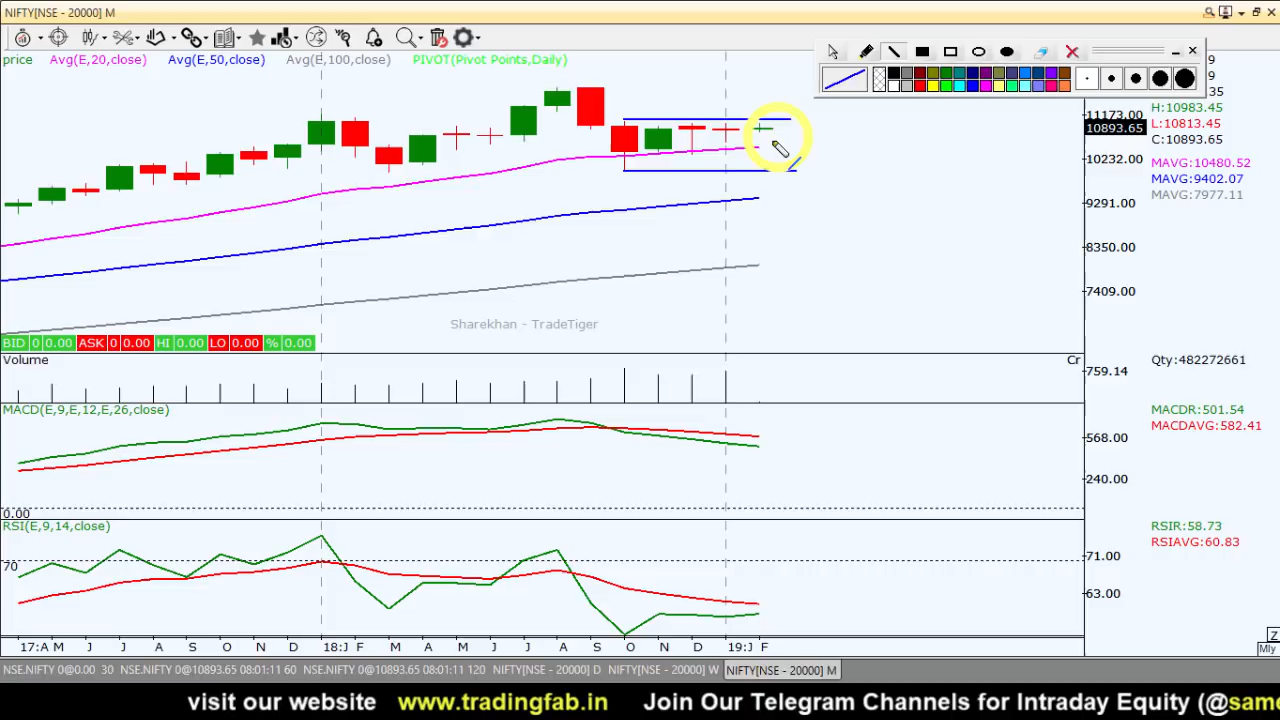 NIFTY[NSE - 20000] M
price Avg(E,20,close) Avg(E,50,close) Avg(E,100,close) PIVOT(Pivot Points,Daily)
9
9
35
H:10983.45
L:10813.45
C:10893.65
MAVG:10480.52
MAVG:9402.07
MAVG:7977.11
11173.00
10893.65
10232.00
9291.00
8350.00
7409.00
Sharekhan - TradeTiger
BID 0 0.00 ASK 0 0.00 HI 0.00 LO 0.00 % 0.00
Volume
Cr
759.14
Qty:482272661
MACD(E,9,E,12,E,26,close)
568.00
240.00
0.00
MACDR:501.54
MACDAVG:582.41
RSI(E,9,14,close)
70
71.00
63.00
RSIR:58.73
RSIAVG:60.83
17:A M J J A S O N D 18:J F M A M J J A S O N D 19:J F
Z
Mly
NSE.NIFTY 0@0.00 30 NSE.NIFTY 0@10893.65 08:01:11 60 NSE.NIFTY 0@10893.65 08:01:11 120 NIFTY[NSE - 20000] D NIFTY[NSE - 20000] W NIFTY[NSE - 20000] M
visit our website www.tradingfab.in Join Our Telegram Channels for Intraday Equity (@same